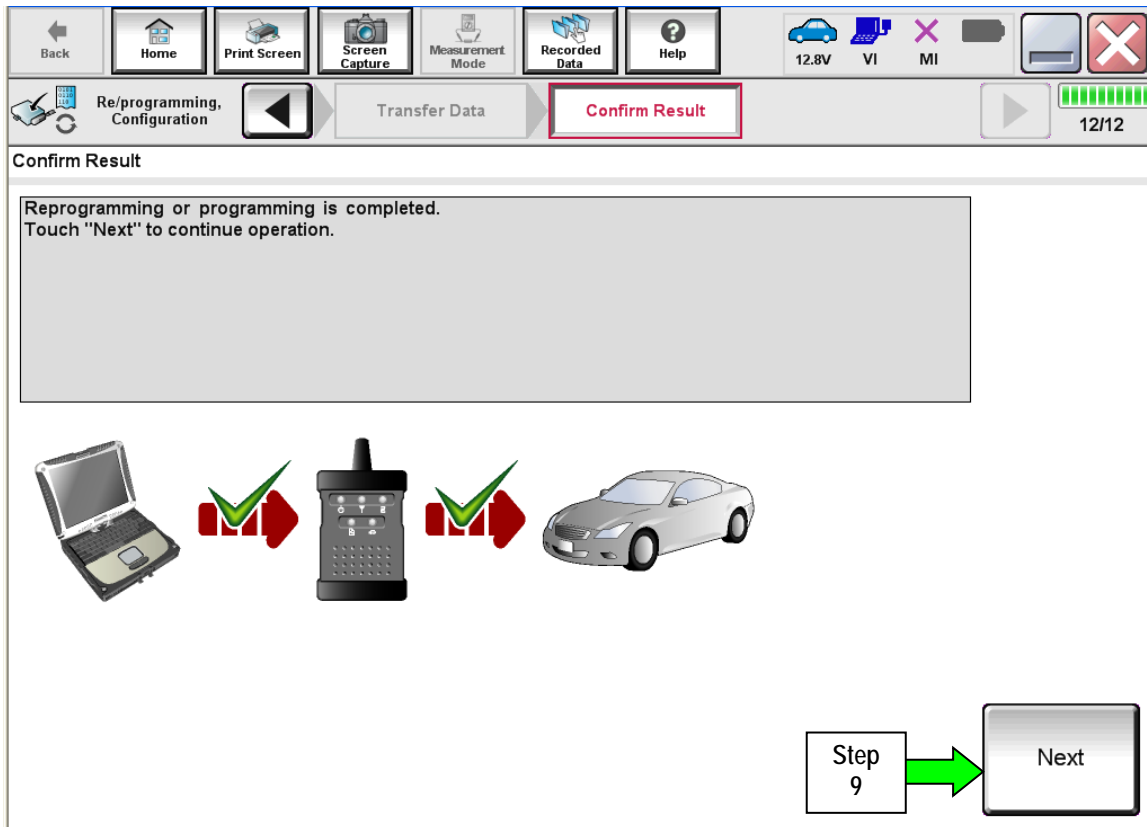 Back
Home
Print Screen
Screen
Capture
Measurement
Mode
Recorded
Data
Help
12.8V
VI
MI
Re/programming,
Configuration
Transfer Data
Confirm Result
12/12
Confirm Result
Reprogramming or programming is completed.
Touch "Next" to continue operation.
Step
9
Next